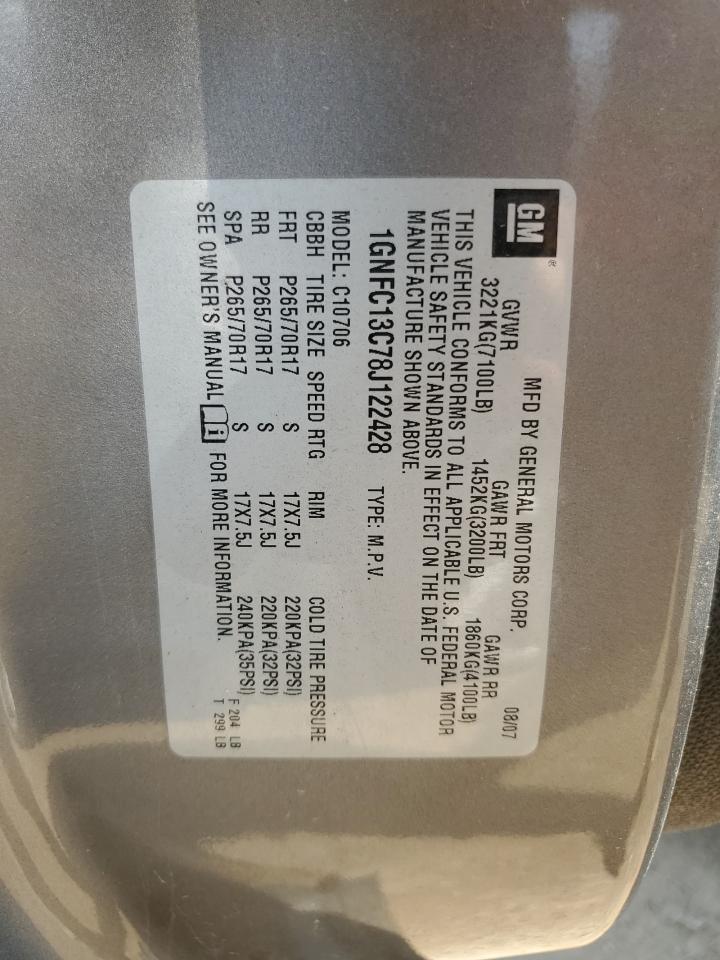 GM®
MFD BY GENERAL MOTORS CORP. 08/07
GVWR GAWR FRT GAWR RR
3221KG(7100LB) 1452KG(3200LB) 1860KG(4100LB)
THIS VEHICLE CONFORMS TO ALL APPLICABLE U.S. FEDERAL MOTOR
VEHICLE SAFETY STANDARDS IN EFFECT ON THE DATE OF
MANUFACTURE SHOWN ABOVE.
1GNFC13C78J122428 TYPE: M.P.V.
MODEL: C10706
CBBH TIRE SIZE SPEED RTG RIM COLD TIRE PRESSURE
FRT P265/70R17 S 17X7.5J 220KPA(32PSI)
RR P265/70R17 S 17X7.5J 220KPA(32PSI)
SPA P265/70R17 S 17X7.5J 240KPA(35PSI)
SEE OWNER'S MANUAL i FOR MORE INFORMATION.
F 204 LB
T 299 LB